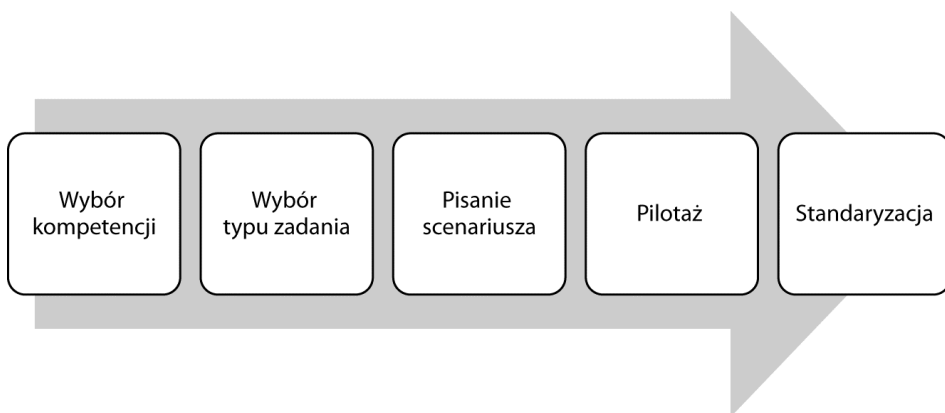 Wybór
kompetencji
Wybór
typu zadania
Pisanie
scenariusza
Pilotaż
Standaryzacja